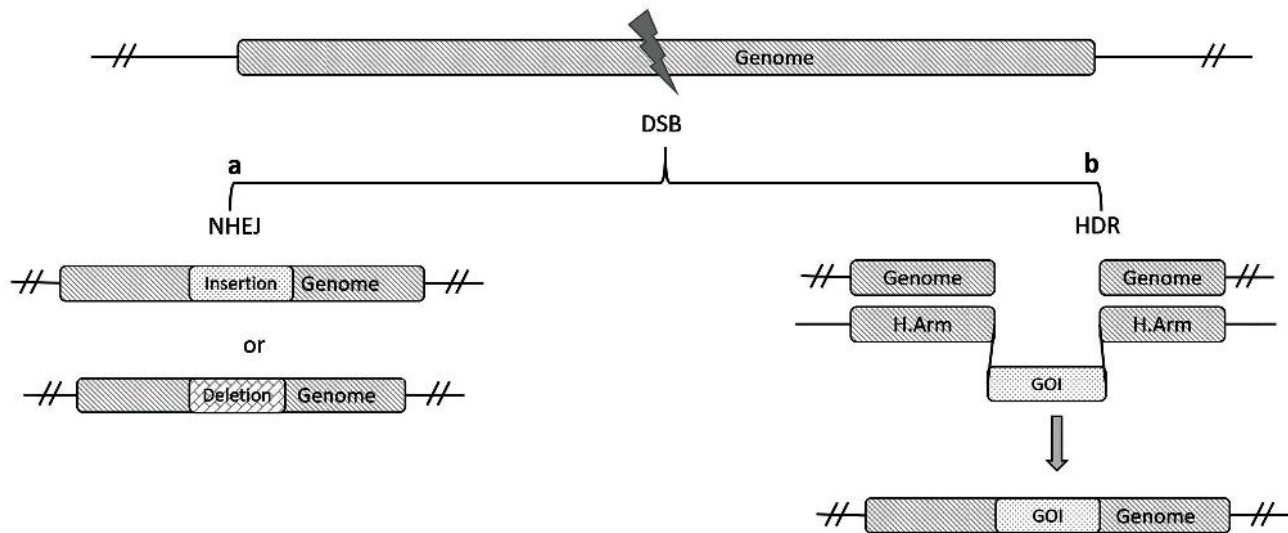 Genome
DSB
a b
NHEJ HDR
Insertion Genome
Genome Genome
H.Arm H.Arm
or
GOI
Deletion Genome
GOI Genome